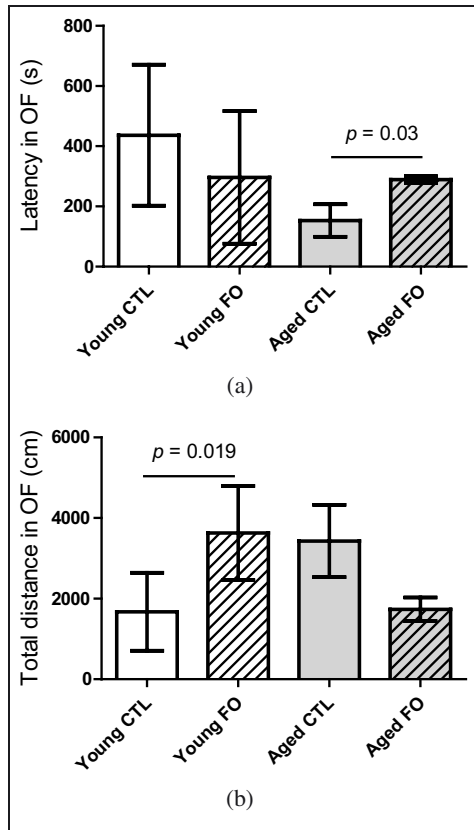 Latency in OF (s)
800
600
400
200
0
p = 0.03
Young CTL
Young FO
Aged CTL
Aged FO
(a)
Total distance in OF (cm)
6000
4000
2000
0
p = 0.019
Young CTL
Young FO
Aged CTL
Aged FO
(b)